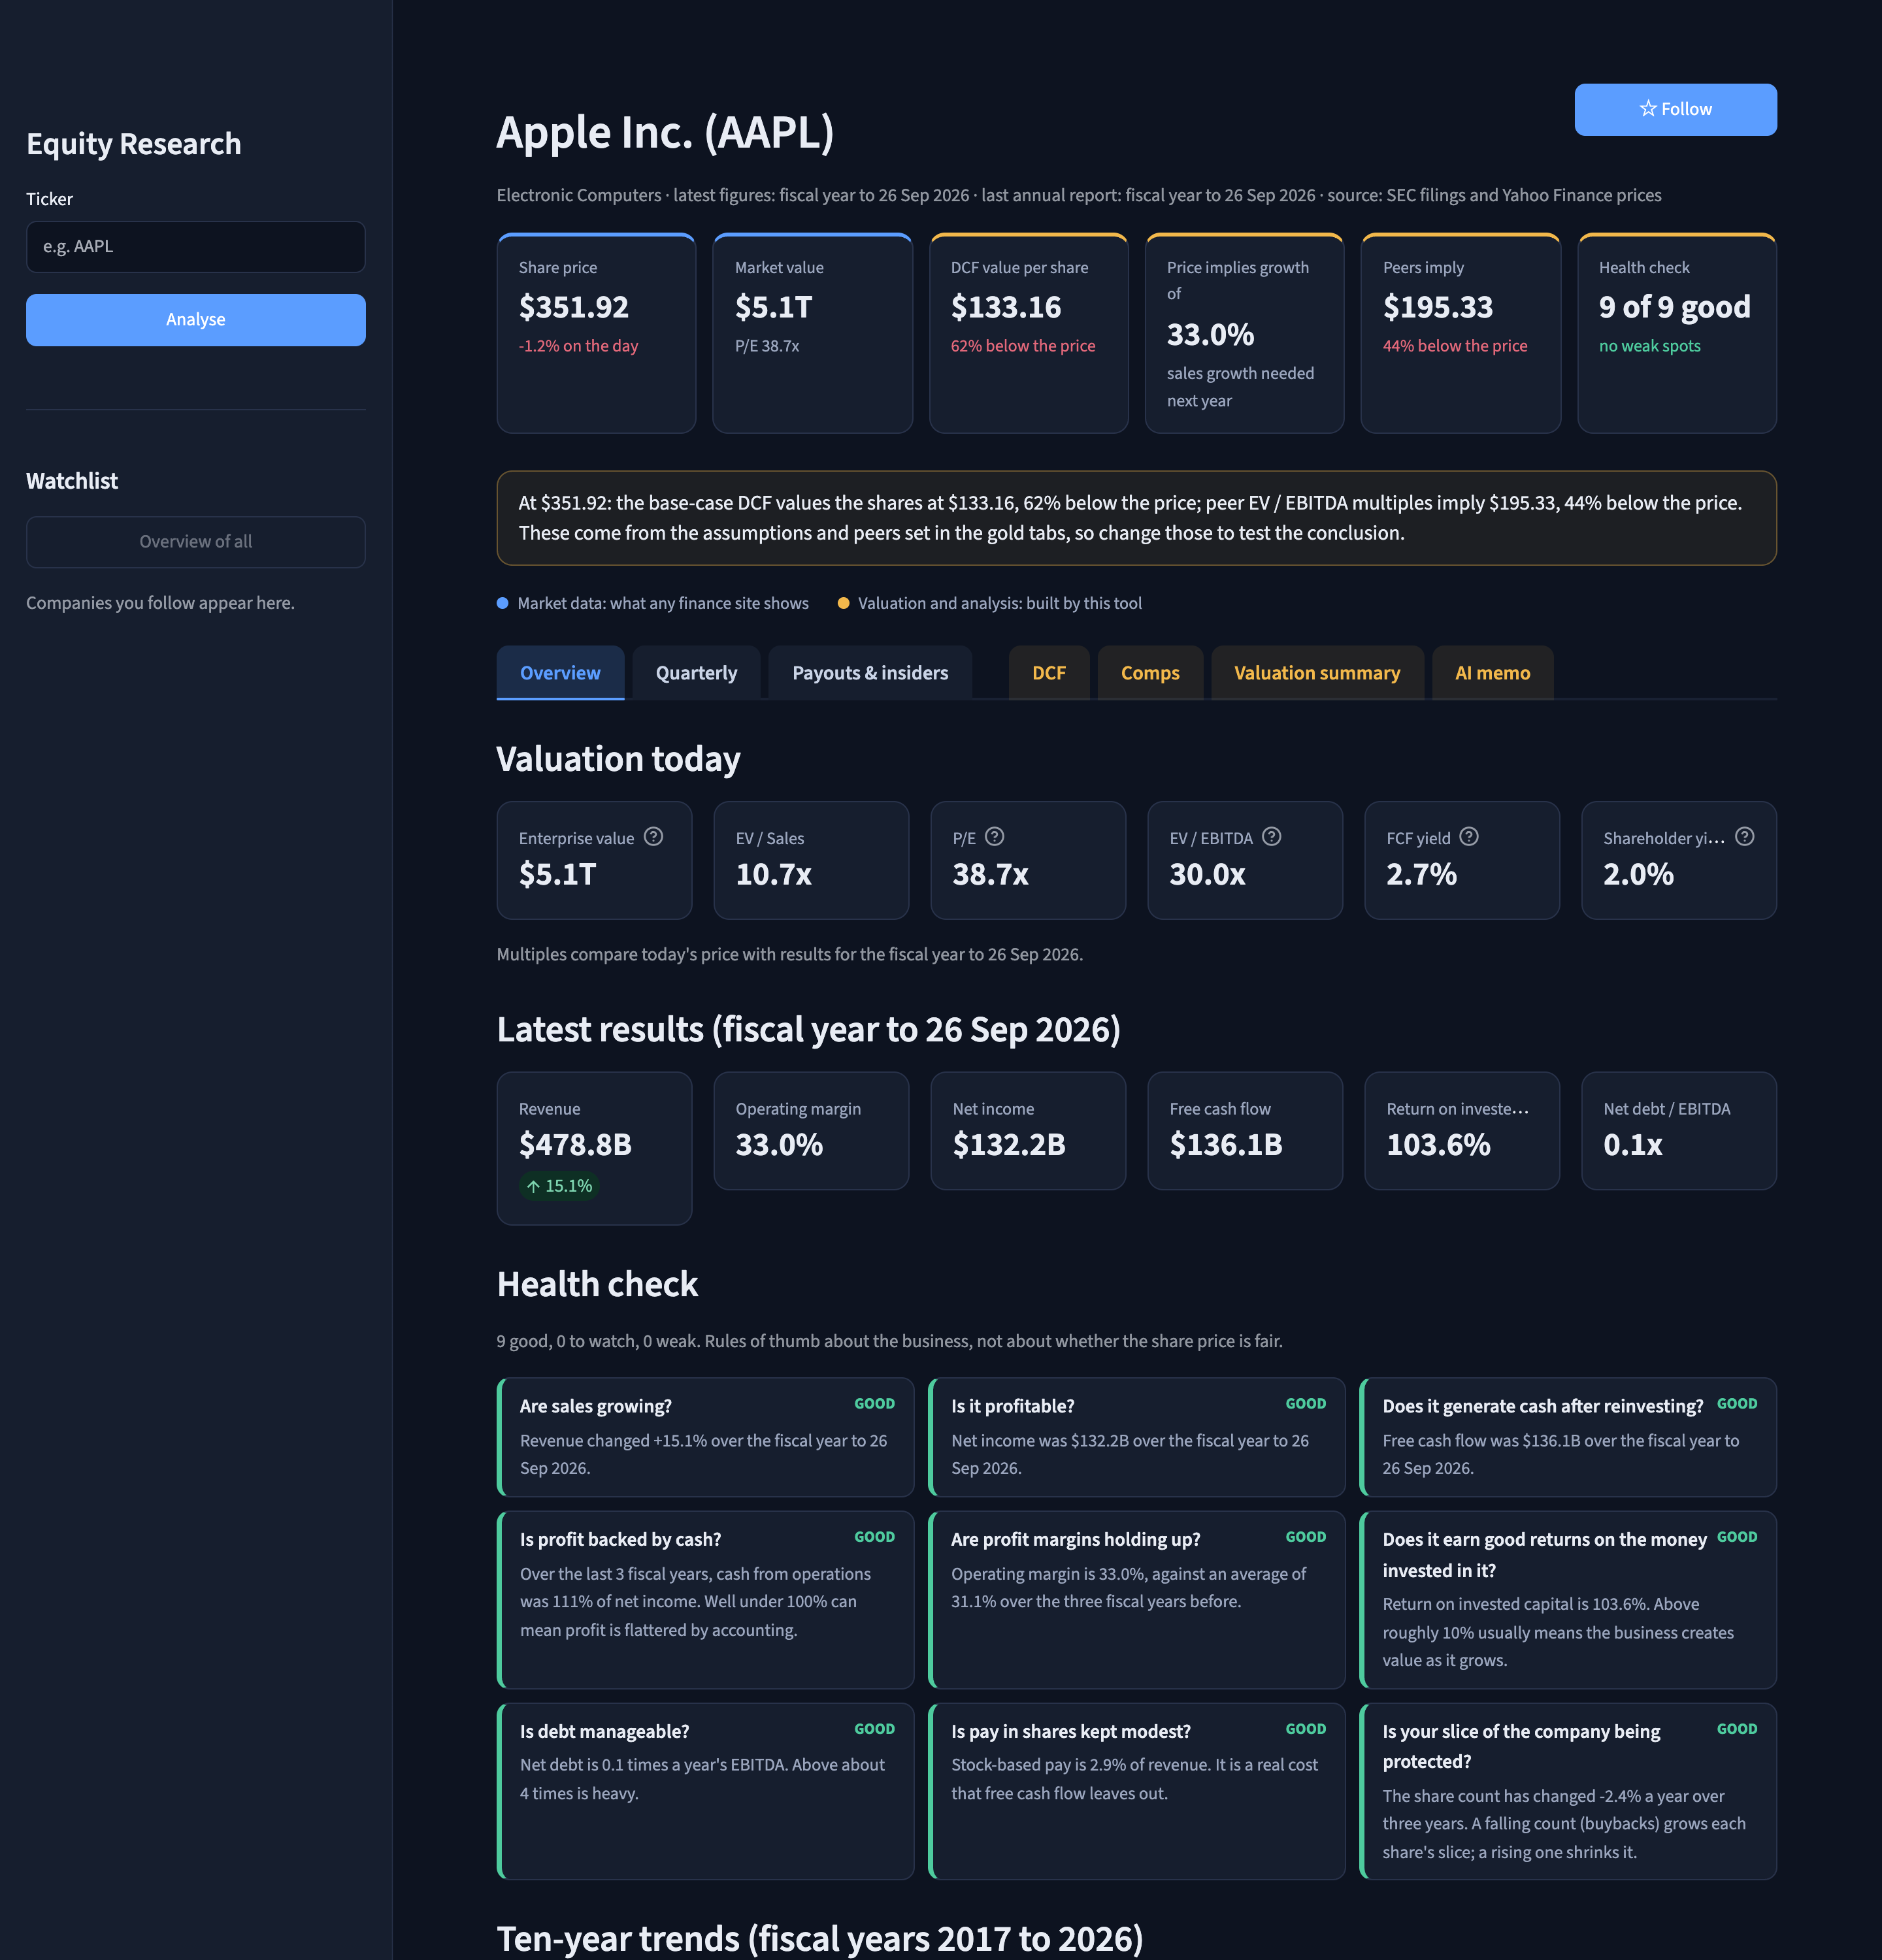 Equity Research
Ticker
e.g. AAPL
Analyse
Watchlist
Overview of all
Companies you follow appear here.
☆ Follow
Apple Inc. (AAPL)
Electronic Computers · latest figures: fiscal year to 26 Sep 2026 · last annual report: fiscal year to 26 Sep 2026 · source: SEC filings and Yahoo Finance prices
Share price
$351.92
-1.2% on the day
Market value
$5.1T
P/E 38.7x
DCF value per share
$133.16
62% below the price
Price implies growth
of
33.0%
sales growth needed
next year
Peers imply
$195.33
44% below the price
Health check
9 of 9 good
no weak spots
At $351.92: the base-case DCF values the shares at $133.16, 62% below the price; peer EV / EBITDA multiples imply $195.33, 44% below the price.
These come from the assumptions and peers set in the gold tabs, so change those to test the conclusion.
Market data: what any finance site shows
Valuation and analysis: built by this tool
Overview
Quarterly
Payouts & insiders
DCF
Comps
Valuation summary
AI memo
Valuation today
Enterprise value
$5.1T
EV / Sales
10.7x
P/E
38.7x
EV / EBITDA
30.0x
FCF yield
2.7%
Shareholder yi...
2.0%
Multiples compare today's price with results for the fiscal year to 26 Sep 2026.
Latest results (fiscal year to 26 Sep 2026)
Revenue
$478.8B
↑ 15.1%
Operating margin
33.0%
Net income
$132.2B
Free cash flow
$136.1B
Return on investe...
103.6%
Net debt / EBITDA
0.1x
Health check
9 good, 0 to watch, 0 weak. Rules of thumb about the business, not about whether the share price is fair.
Are sales growing?
GOOD
Revenue changed +15.1% over the fiscal year to 26
Sep 2026.
Is it profitable?
GOOD
Net income was $132.2B over the fiscal year to 26
Sep 2026.
Does it generate cash after reinvesting?
GOOD
Free cash flow was $136.1B over the fiscal year to
26 Sep 2026.
Is profit backed by cash?
GOOD
Over the last 3 fiscal years, cash from operations
was 111% of net income. Well under 100% can
mean profit is flattered by accounting.
Are profit margins holding up?
GOOD
Operating margin is 33.0%, against an average of
31.1% over the three fiscal years before.
Does it earn good returns on the money
invested in it?
GOOD
Return on invested capital is 103.6%. Above
roughly 10% usually means the business creates
value as it grows.
Is debt manageable?
GOOD
Net debt is 0.1 times a year's EBITDA. Above about
4 times is heavy.
Is pay in shares kept modest?
GOOD
Stock-based pay is 2.9% of revenue. It is a real cost
that free cash flow leaves out.
Is your slice of the company being
protected?
GOOD
The share count has changed -2.4% a year over
three years. A falling count (buybacks) grows each
share's slice; a rising one shrinks it.
Ten-year trends (fiscal years 2017 to 2026)